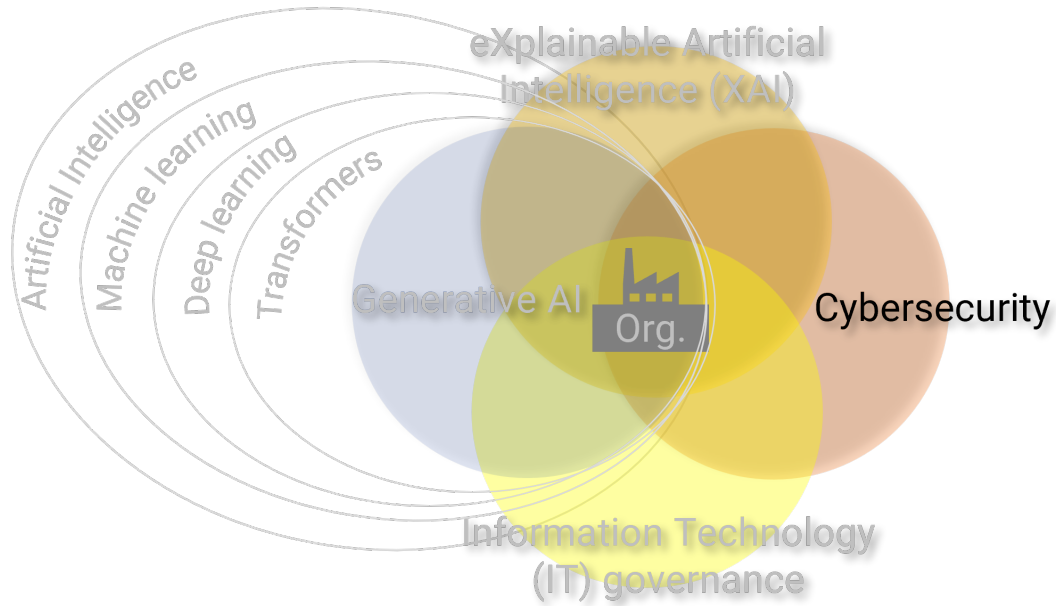 eXplainable Artificial
Intelligence (XAI)
Artificial Intelligence
Machine learning
Deep learning
Transformers
Generative AI
Org.
Cybersecurity
Information Technology
(IT) governance